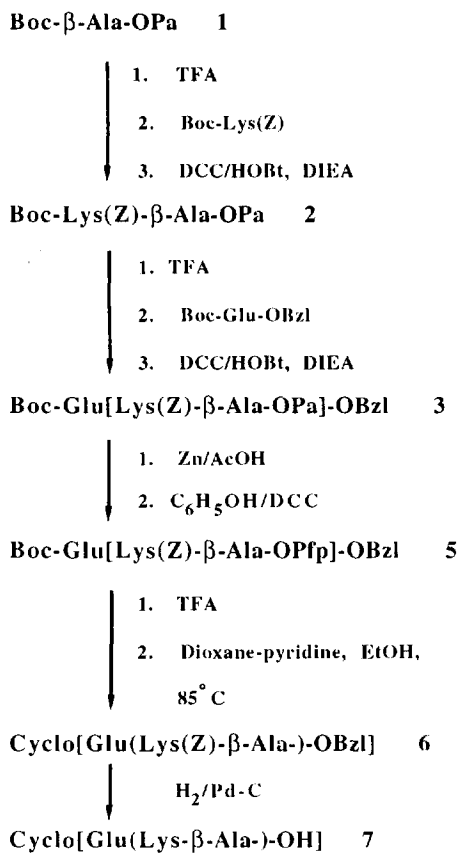 Boc-β-Ala-OPa 1
1. TFA
2. Boc-Lys(Z)
3. DCC/HOBt, DIEA
Boc-Lys(Z)-β-Ala-OPa 2
1. TFA
2. Boc-Glu-OBzl
3. DCC/HOBt, DIEA
Boc-Glu[Lys(Z)-β-Ala-OPa]-OBzl 3
1. Zn/AcOH
2. C₆H₅OH/DCC
Boc-Glu[Lys(Z)-β-Ala-OPfp]-OBzl 5
1. TFA
2. Dioxane-pyridine, EtOH,
85°C
Cyclo[Glu(Lys(Z)-β-Ala-)-OBzl] 6
H₂/Pd-C
Cyclo[Glu(Lys-β-Ala-)-OH] 7